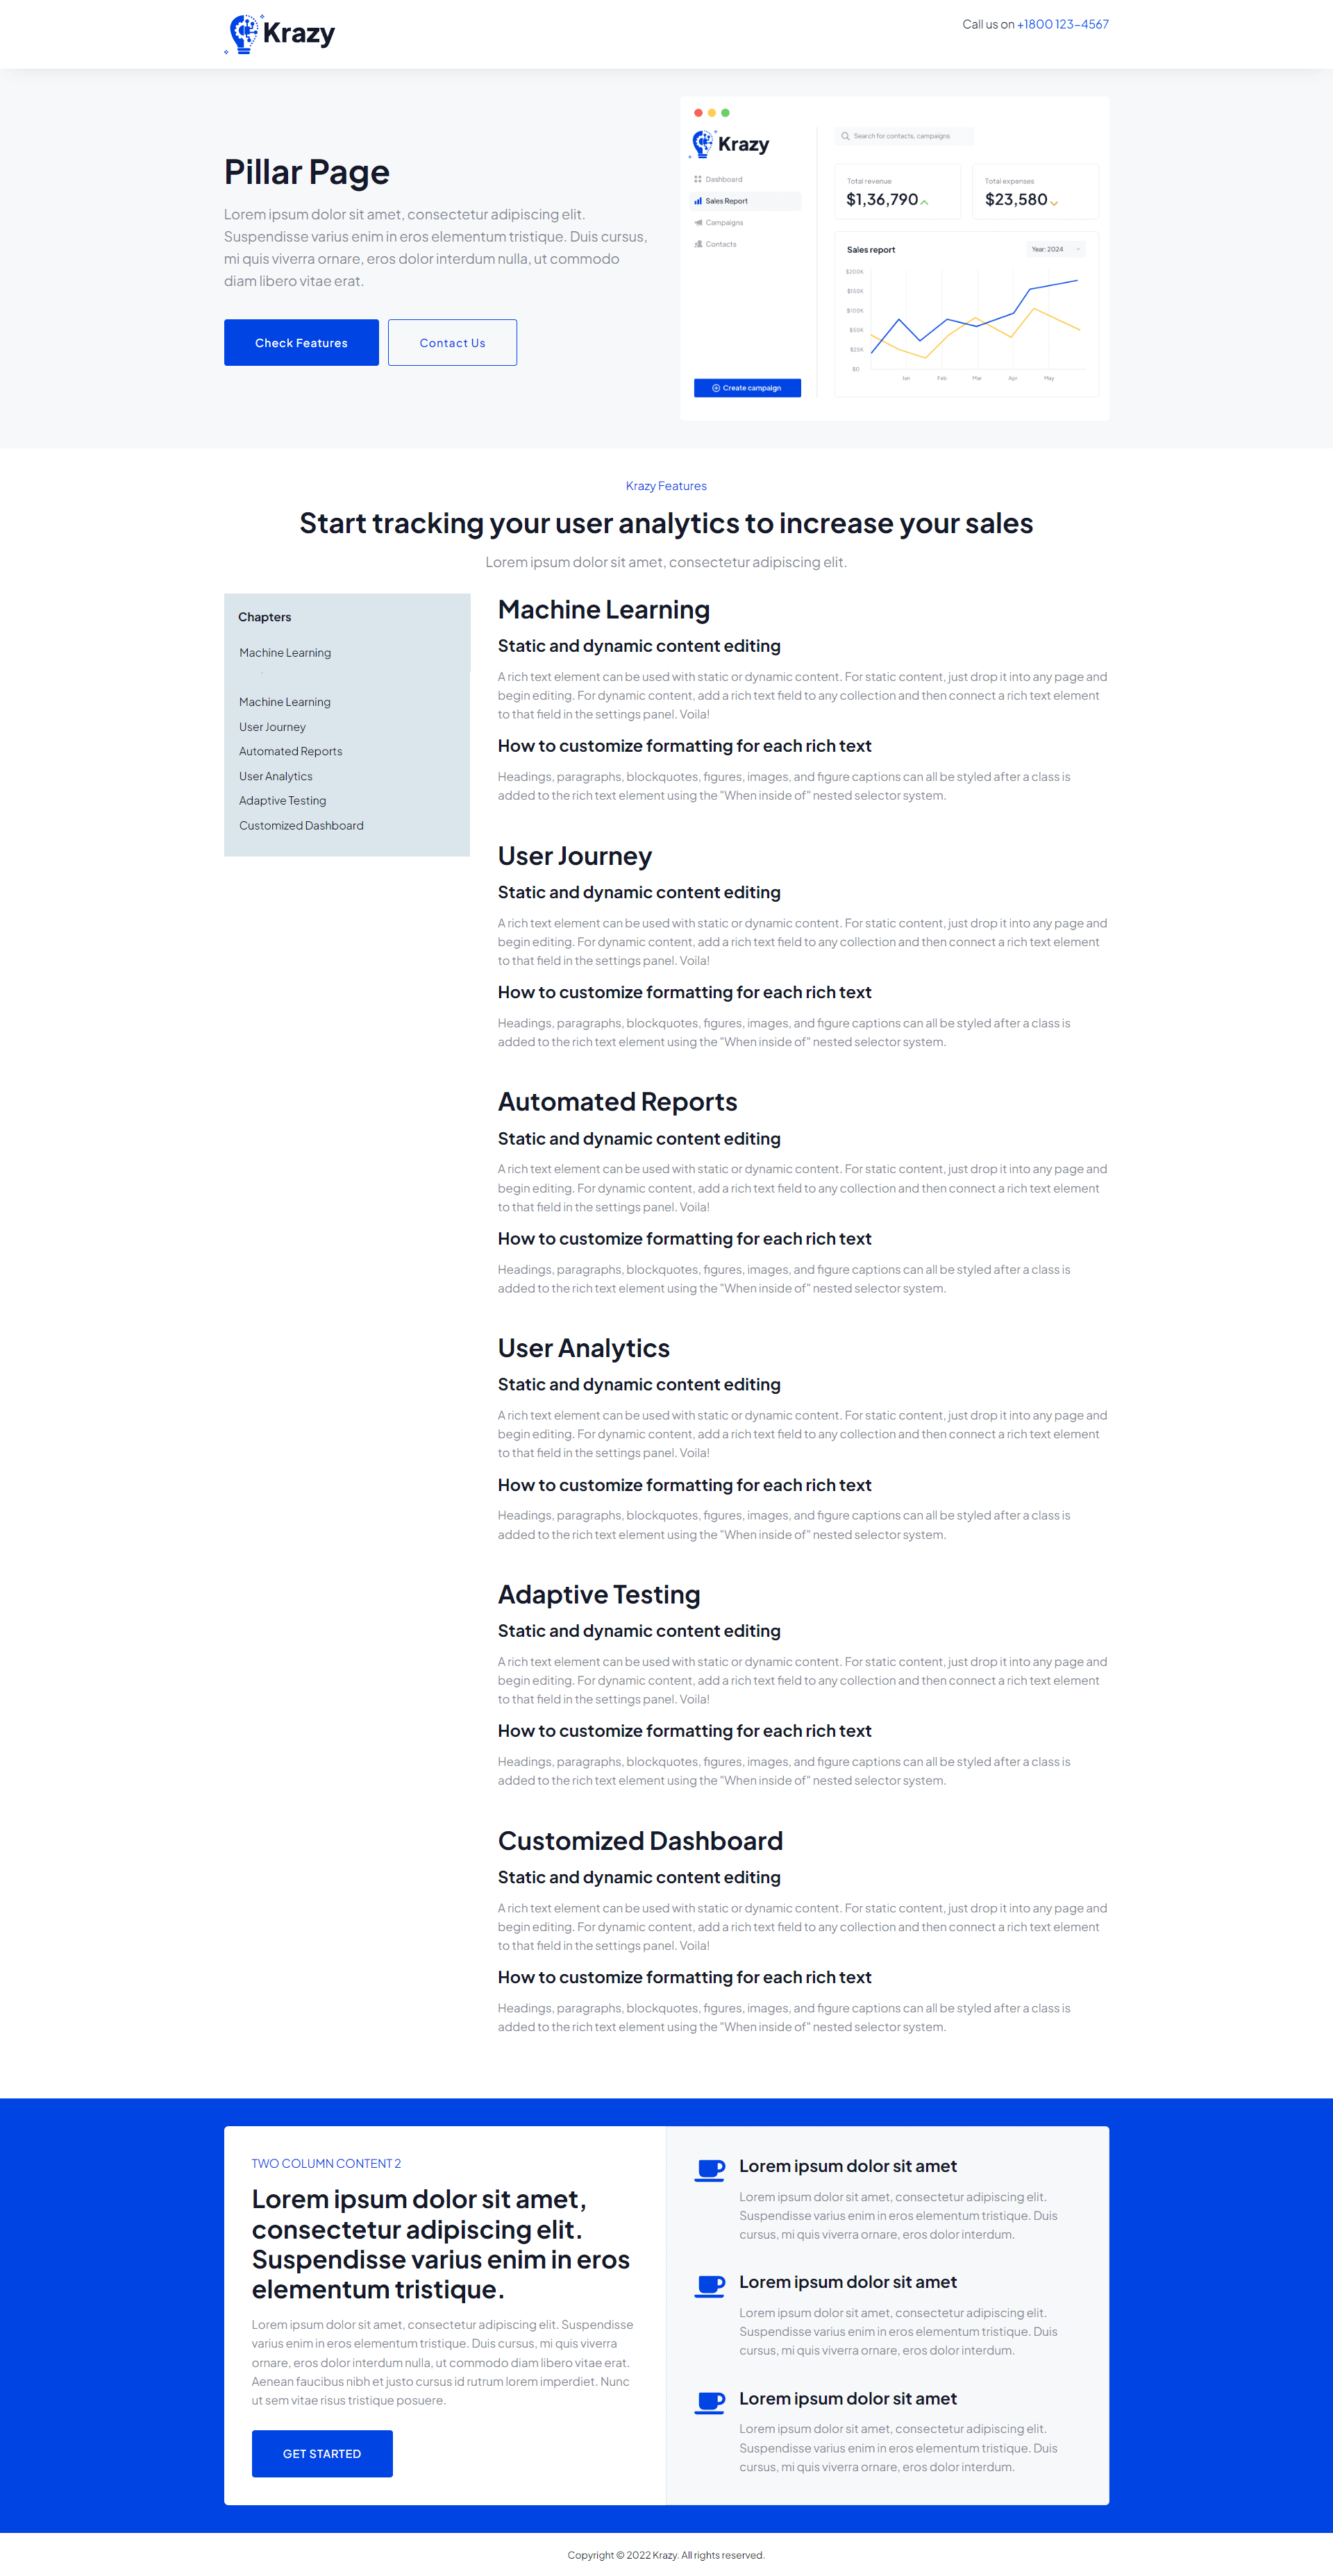 Krazy
Call us on +1800 123-4567
Pillar Page
Lorem ipsum dolor sit amet, consectetur adipiscing elit.
Suspendisse varius enim in eros elementum tristique. Duis cursus,
mi quis viverra ornare, eros dolor interdum nulla, ut commodo
diam libero vitae erat.
Check Features
Contact Us
Krazy
Dashboard
Sales Report
Campaigns
Contacts
Create campaign
Search for contacts, campaigns
Total revenue
$1,36,790
Total expenses
$23,580
Sales report
Year: 2024
$200K
$150K
$100K
$50K
$25K
$0
Jan
Feb
Mar
Apr
May
Krazy Features
Start tracking your user analytics to increase your sales
Lorem ipsum dolor sit amet, consectetur adipiscing elit.
Chapters
Machine Learning
Machine Learning
User Journey
Automated Reports
User Analytics
Adaptive Testing
Customized Dashboard
Machine Learning
Static and dynamic content editing
A rich text element can be used with static or dynamic content. For static content, just drop it into any page and
begin editing. For dynamic content, add a rich text field to any collection and then connect a rich text element
to that field in the settings panel. Voila!
How to customize formatting for each rich text
Headings, paragraphs, blockquotes, figures, images, and figure captions can all be styled after a class is
added to the rich text element using the "When inside of" nested selector system.
User Journey
Static and dynamic content editing
A rich text element can be used with static or dynamic content. For static content, just drop it into any page and
begin editing. For dynamic content, add a rich text field to any collection and then connect a rich text element
to that field in the settings panel. Voila!
How to customize formatting for each rich text
Headings, paragraphs, blockquotes, figures, images, and figure captions can all be styled after a class is
added to the rich text element using the "When inside of" nested selector system.
Automated Reports
Static and dynamic content editing
A rich text element can be used with static or dynamic content. For static content, just drop it into any page and
begin editing. For dynamic content, add a rich text field to any collection and then connect a rich text element
to that field in the settings panel. Voila!
How to customize formatting for each rich text
Headings, paragraphs, blockquotes, figures, images, and figure captions can all be styled after a class is
added to the rich text element using the "When inside of" nested selector system.
User Analytics
Static and dynamic content editing
A rich text element can be used with static or dynamic content. For static content, just drop it into any page and
begin editing. For dynamic content, add a rich text field to any collection and then connect a rich text element
to that field in the settings panel. Voila!
How to customize formatting for each rich text
Headings, paragraphs, blockquotes, figures, images, and figure captions can all be styled after a class is
added to the rich text element using the "When inside of" nested selector system.
Adaptive Testing
Static and dynamic content editing
A rich text element can be used with static or dynamic content. For static content, just drop it into any page and
begin editing. For dynamic content, add a rich text field to any collection and then connect a rich text element
to that field in the settings panel. Voila!
How to customize formatting for each rich text
Headings, paragraphs, blockquotes, figures, images, and figure captions can all be styled after a class is
added to the rich text element using the "When inside of" nested selector system.
Customized Dashboard
Static and dynamic content editing
A rich text element can be used with static or dynamic content. For static content, just drop it into any page and
begin editing. For dynamic content, add a rich text field to any collection and then connect a rich text element
to that field in the settings panel. Voila!
How to customize formatting for each rich text
Headings, paragraphs, blockquotes, figures, images, and figure captions can all be styled after a class is
added to the rich text element using the "When inside of" nested selector system.
TWO COLUMN CONTENT 2
Lorem ipsum dolor sit amet,
consectetur adipiscing elit.
Suspendisse varius enim in eros
elementum tristique.
Lorem ipsum dolor sit amet, consectetur adipiscing elit. Suspendisse
varius enim in eros elementum tristique. Duis cursus, mi quis viverra
ornare, eros dolor interdum nulla, ut commodo diam libero vitae erat.
Aenean faucibus nibh et justo cursus id rutrum lorem imperdiet. Nunc
ut sem vitae risus tristique posuere.
GET STARTED
Lorem ipsum dolor sit amet
Lorem ipsum dolor sit amet, consectetur adipiscing elit.
Suspendisse varius enim in eros elementum tristique. Duis
cursus, mi quis viverra ornare, eros dolor interdum.
Lorem ipsum dolor sit amet
Lorem ipsum dolor sit amet, consectetur adipiscing elit.
Suspendisse varius enim in eros elementum tristique. Duis
cursus, mi quis viverra ornare, eros dolor interdum.
Lorem ipsum dolor sit amet
Lorem ipsum dolor sit amet, consectetur adipiscing elit.
Suspendisse varius enim in eros elementum tristique. Duis
cursus, mi quis viverra ornare, eros dolor interdum.
Copyright © 2022 Krazy. All rights reserved.